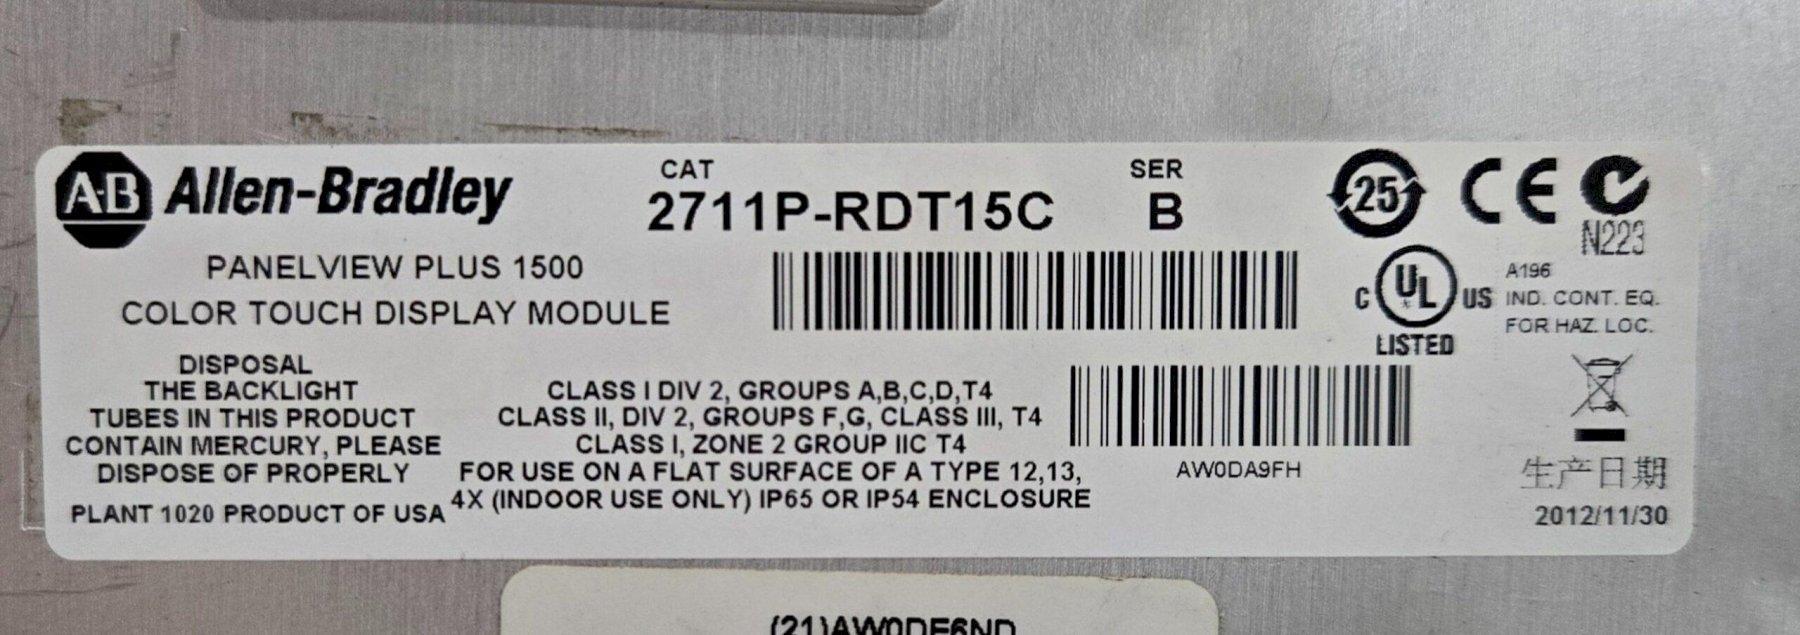 A-B Allen-Bradley
CAT
2711P-RDT15C
SER
B
PANELVIEW PLUS 1500
COLOR TOUCH DISPLAY MODULE
25
CE
N223
C UL US
LISTED
A196
IND. CONT. EQ.
FOR HAZ. LOC.
DISPOSAL
THE BACKLIGHT
TUBES IN THIS PRODUCT
CONTAIN MERCURY, PLEASE
DISPOSE OF PROPERLY
PLANT 1020 PRODUCT OF USA
CLASS I DIV 2, GROUPS A,B,C,D,T4
CLASS II, DIV 2, GROUPS F,G, CLASS III, T4
CLASS I, ZONE 2 GROUP IIC T4
FOR USE ON A FLAT SURFACE OF A TYPE 12,13,
4X (INDOOR USE ONLY) IP65 OR IP54 ENCLOSURE
AW0DA9FH
生产日期
2012/11/30
(21)AW0DE6ND